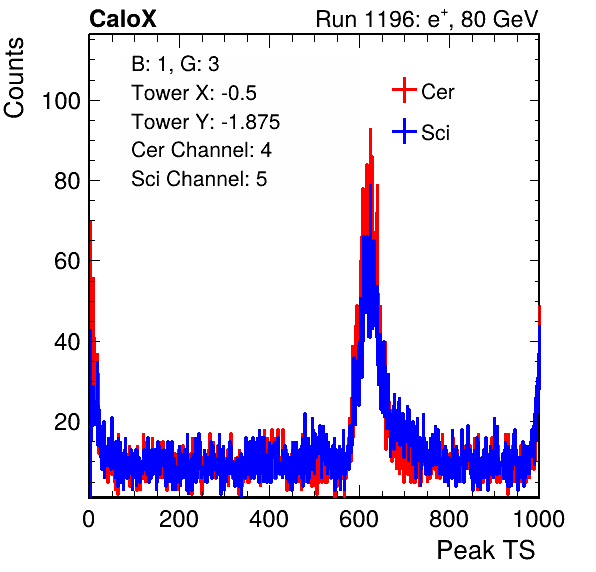 CaloX Run 1196: e⁺, 80 GeV
Counts
B: 1, G: 3
Tower X: -0.5
Tower Y: -1.875
Cer Channel: 4
Sci Channel: 5
Cer
Sci
100
80
60
40
20
0 200 400 600 800 1000
Peak TS